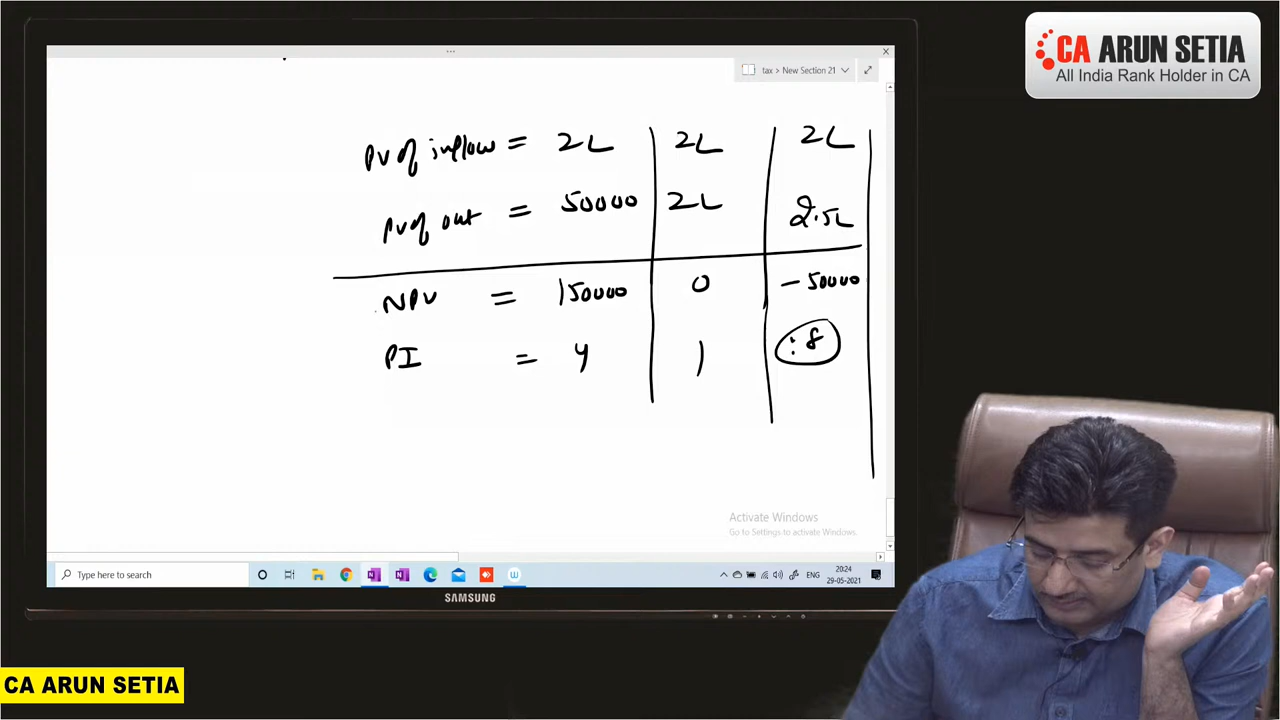 CA ARUN SETIA
All India Rank Holder in CA
tax > New Section 21
PV of inflow = 2L 2L 2L
PV of out = 50000 2L 2.5L
NPV = 150000 0 -50000
PI = 4 1 .8
Activate Windows
Go to Settings to activate Windows.
Type here to search
ENG
20:24
29-05-2021
SAMSUNG
CA ARUN SETIA